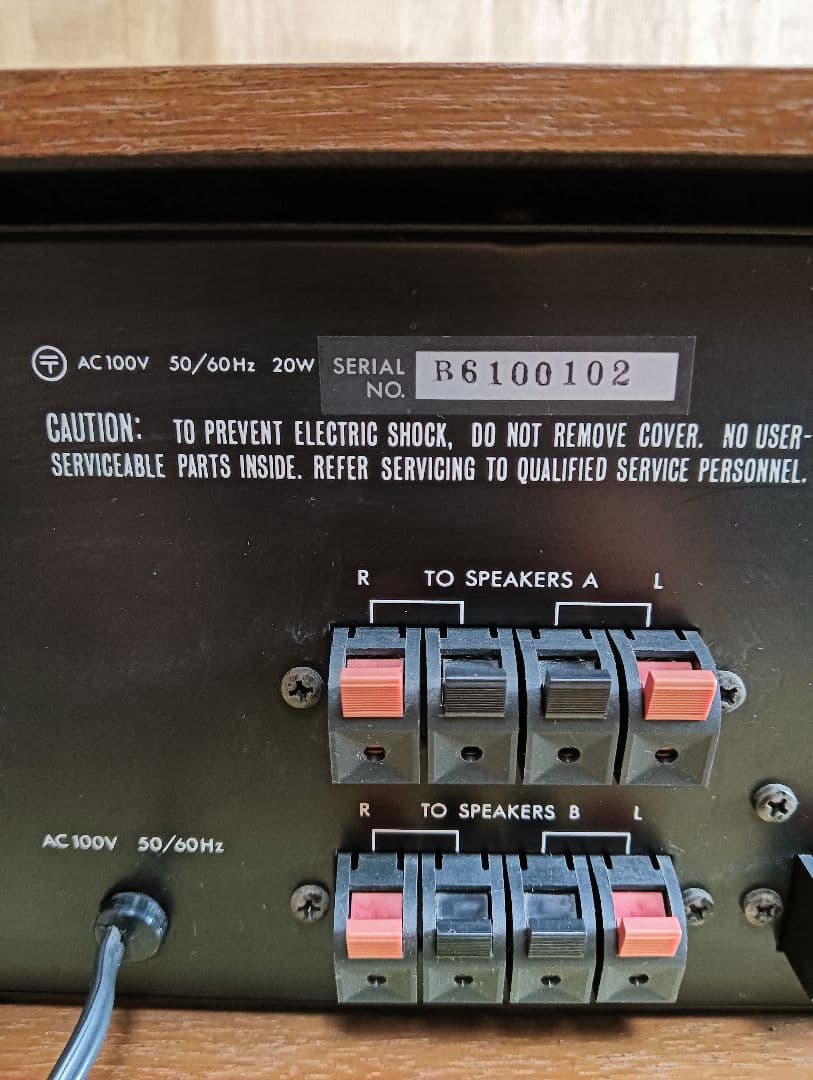 AC100V 50/60Hz 20W SERIAL NO. B6100102
CAUTION: TO PREVENT ELECTRIC SHOCK, DO NOT REMOVE COVER. NO USER-
SERVICEABLE PARTS INSIDE. REFER SERVICING TO QUALIFIED SERVICE PERSONNEL.
R TO SPEAKERS A L
R TO SPEAKERS B L
AC100V 50/60Hz